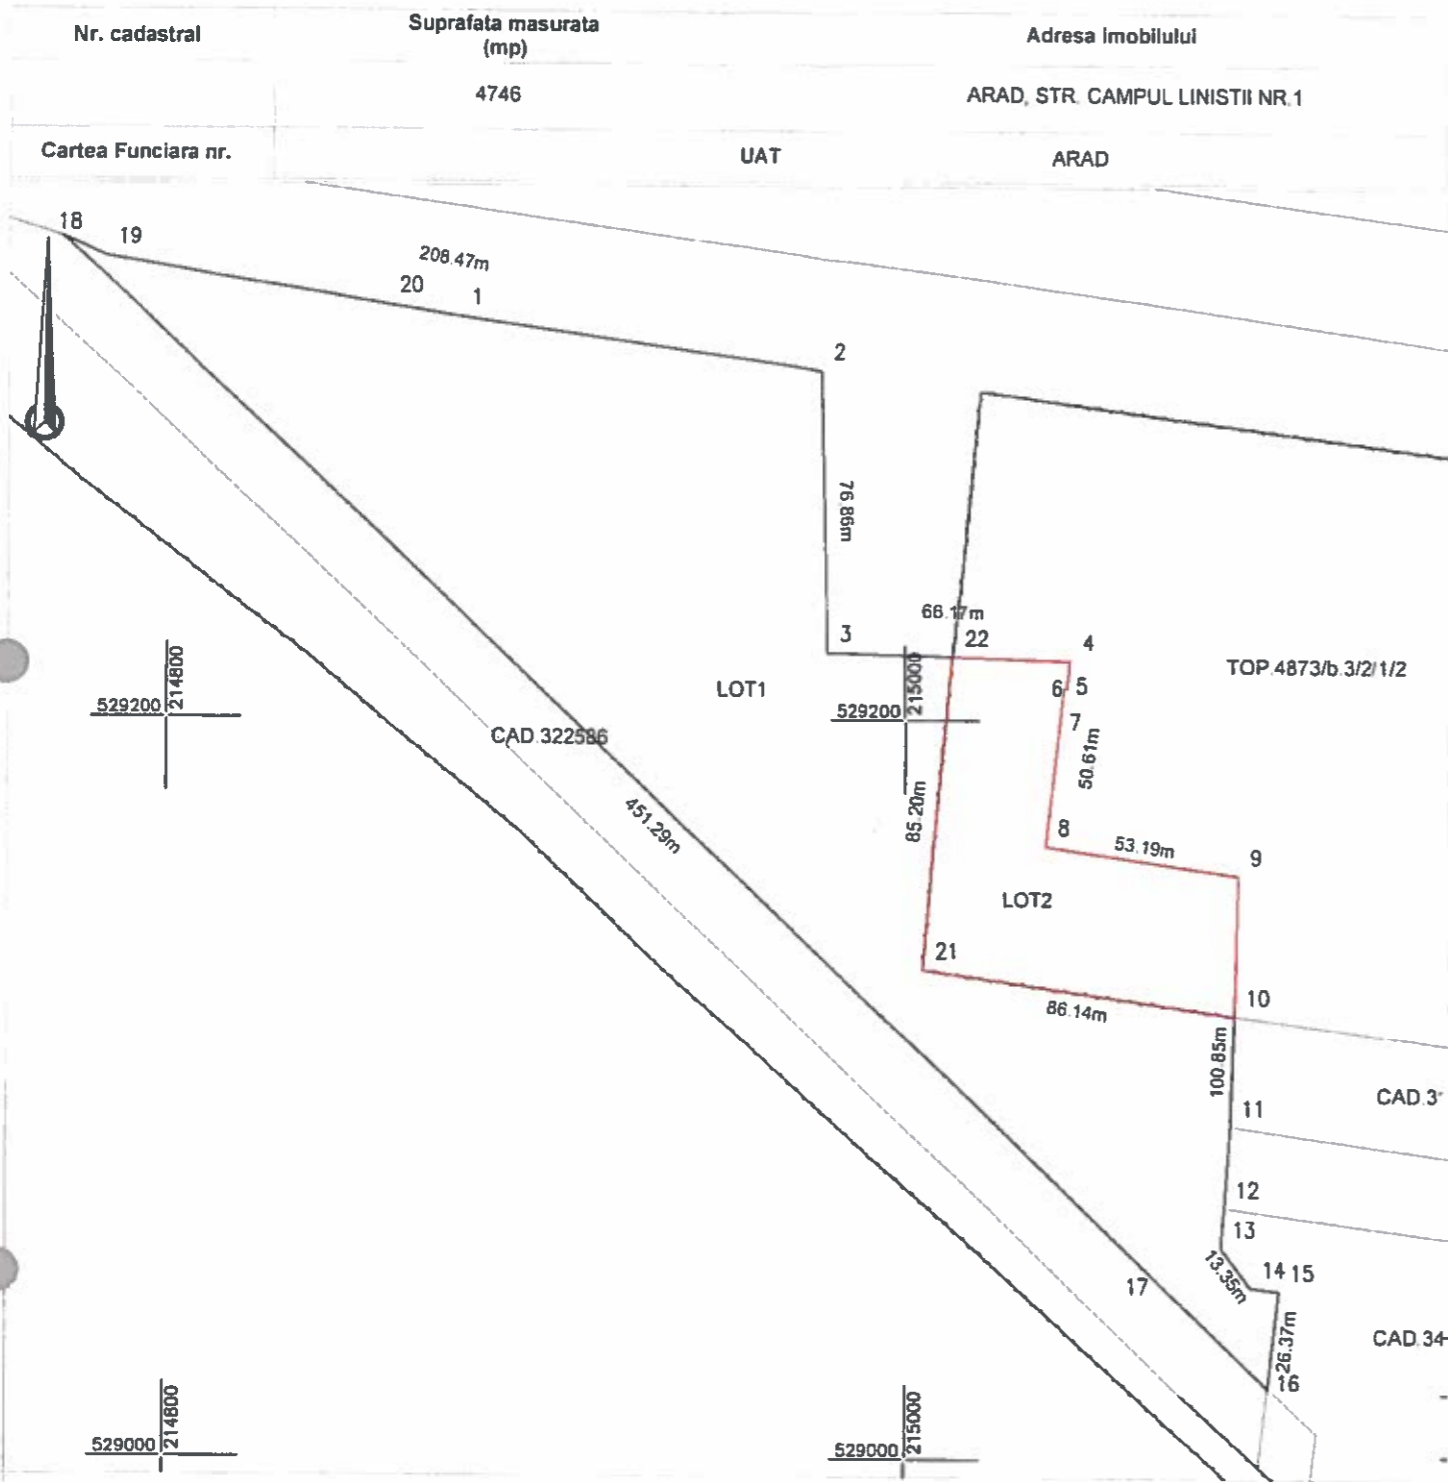 Nr. cadastral
Suprafata masurata
(mp)
Adresa imobilului
4746
ARAD, STR. CAMPUL LINISTII NR.1
Cartea Funciara nr.
UAT
ARAD
18
19
208.47m
20
1
2
76.86m
66.17m
3
22
4
214800
215000
6
5
TOP.4873/b.3/2/1/2
LOT1
529200
529200
7
CAD.322586
50.61m
451.29m
85.20m
8
53.19m
9
LOT2
21
10
86.14m
100.85m
CAD.3
11
12
13
13.35m
14
15
17
26.37m
CAD.34
16
214800
215000
529000
529000